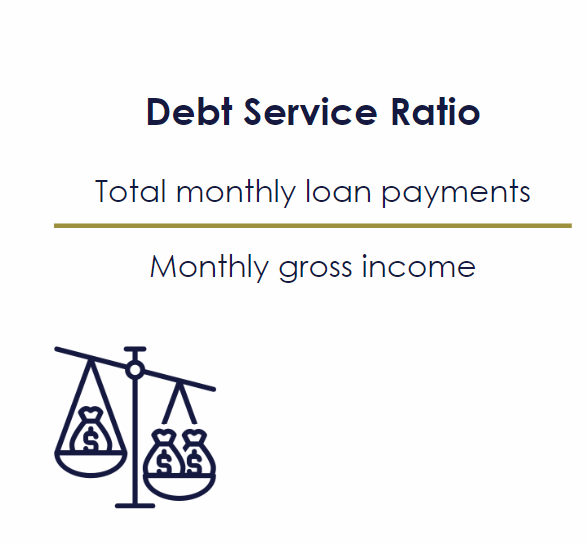 Debt Service Ratio
Total monthly loan payments
Monthly gross income
$
$ $